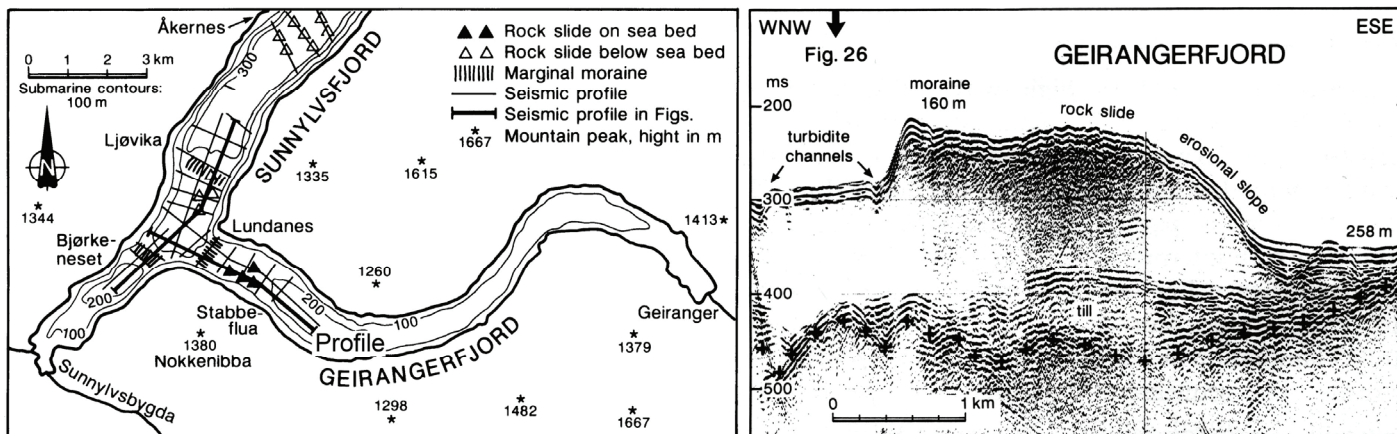 Åkernes
0 1 2 3 km
Submarine contours:
100 m
N
300
SUNNYLVSFJORD
Ljøvika
Rock slide on sea bed
Rock slide below sea bed
Marginal moraine
Seismic profile
Seismic profile in Figs.
1667 Mountain peak, hight in m
1335
1615
1344
1413
Lundanes
Bjørke-
neset
1260
200
200
100
100
Stabbe-
flua
Geiranger
Profile
1380
Nokkenibba
GEIRANGERFJORD
1379
Sunnylvsbygda
1298
1482
1667
WNW
ESE
Fig. 26
GEIRANGERFJORD
ms
moraine
160 m
200
rock slide
turbidite
channels
erosional slope
300
258 m
400
till
500
0 1 km